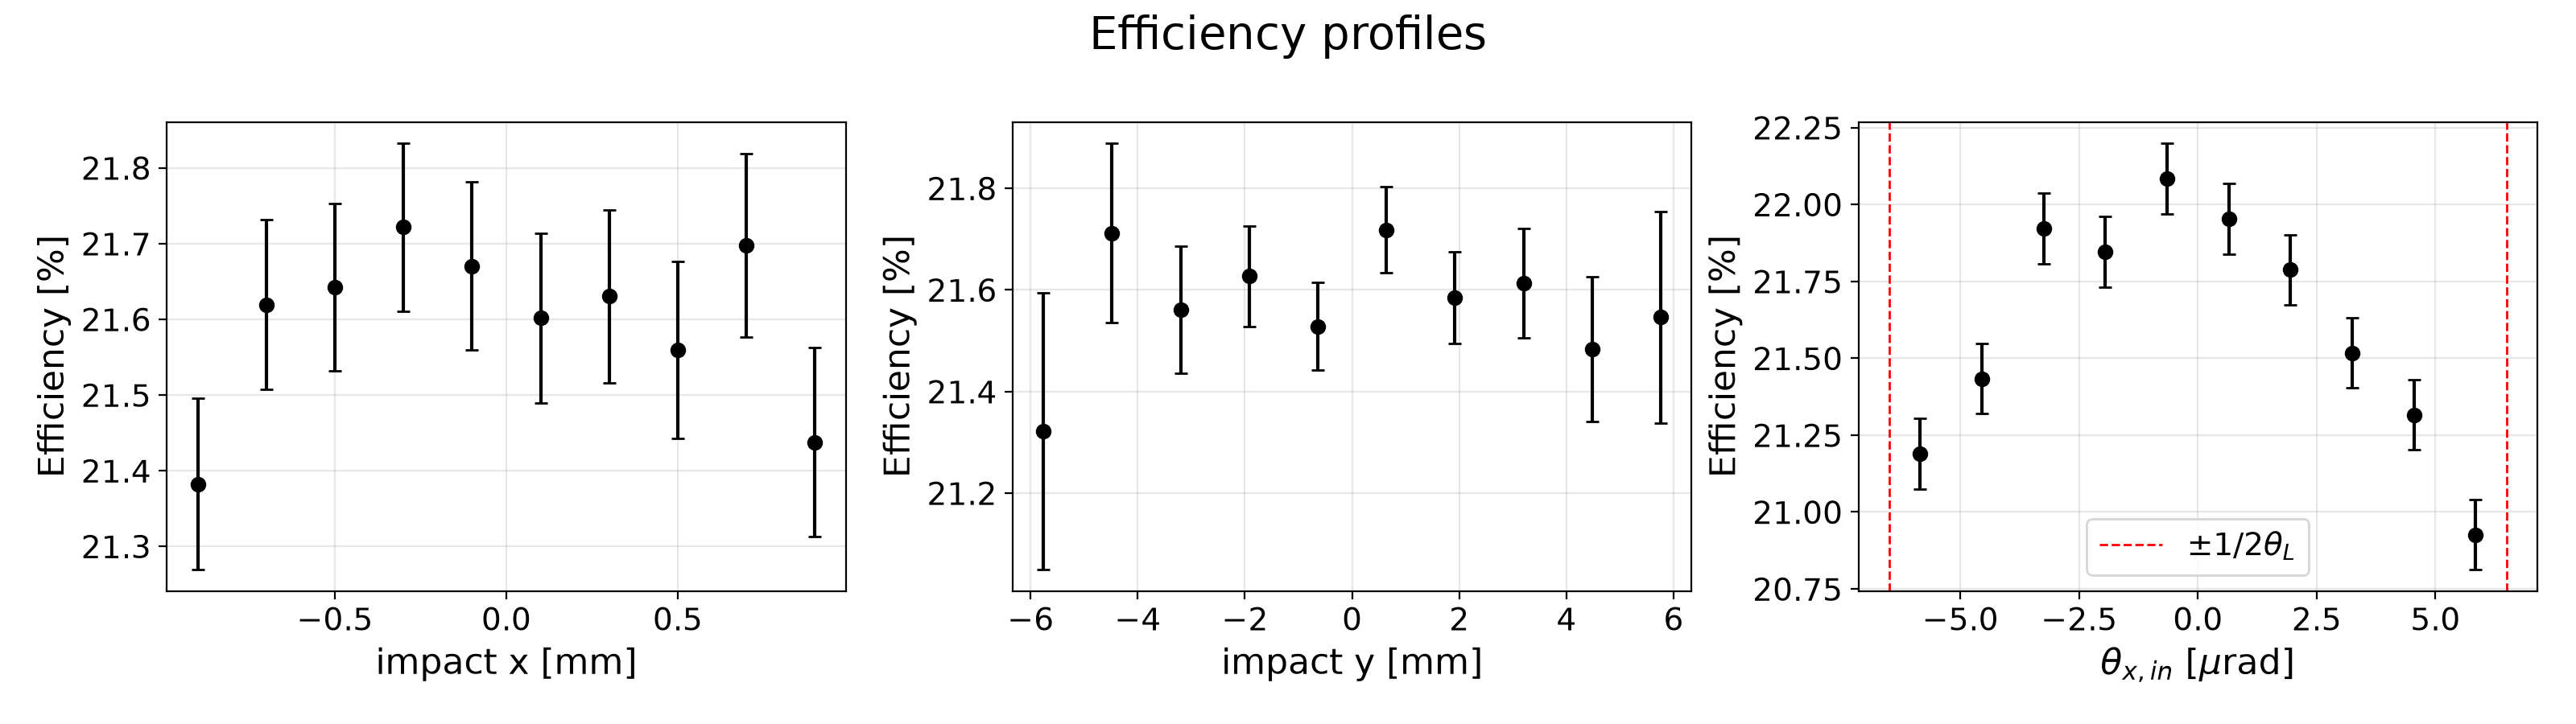 Efficiency profiles
Efficiency [%]
21.8
21.7
21.6
21.5
21.4
21.3
−0.5 0.0 0.5
impact x [mm]
Efficiency [%]
21.8
21.6
21.4
21.2
−6 −4 −2 0 2 4 6
impact y [mm]
Efficiency [%]
22.25
22.00
21.75
21.50
21.25
21.00
20.75
±1/2θ_L
−5.0 −2.5 0.0 2.5 5.0
θ_{x, in} [μrad]